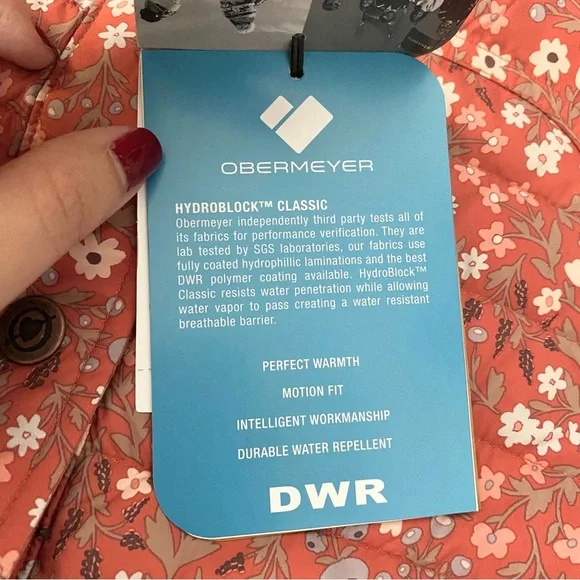 OBERMEYER
HYDROBLOCK™ CLASSIC
Obermeyer independently third party tests all of
its fabrics for performance verification. They are
lab tested by SGS laboratories, our fabrics use
fully coated hydrophillic laminations and the best
DWR polymer coating available. HydroBlock™
Classic resists water penetration while allowing
water vapor to pass creating a water resistant
breathable barrier.
PERFECT WARMTH
MOTION FIT
INTELLIGENT WORKMANSHIP
DURABLE WATER REPELLENT
DWR